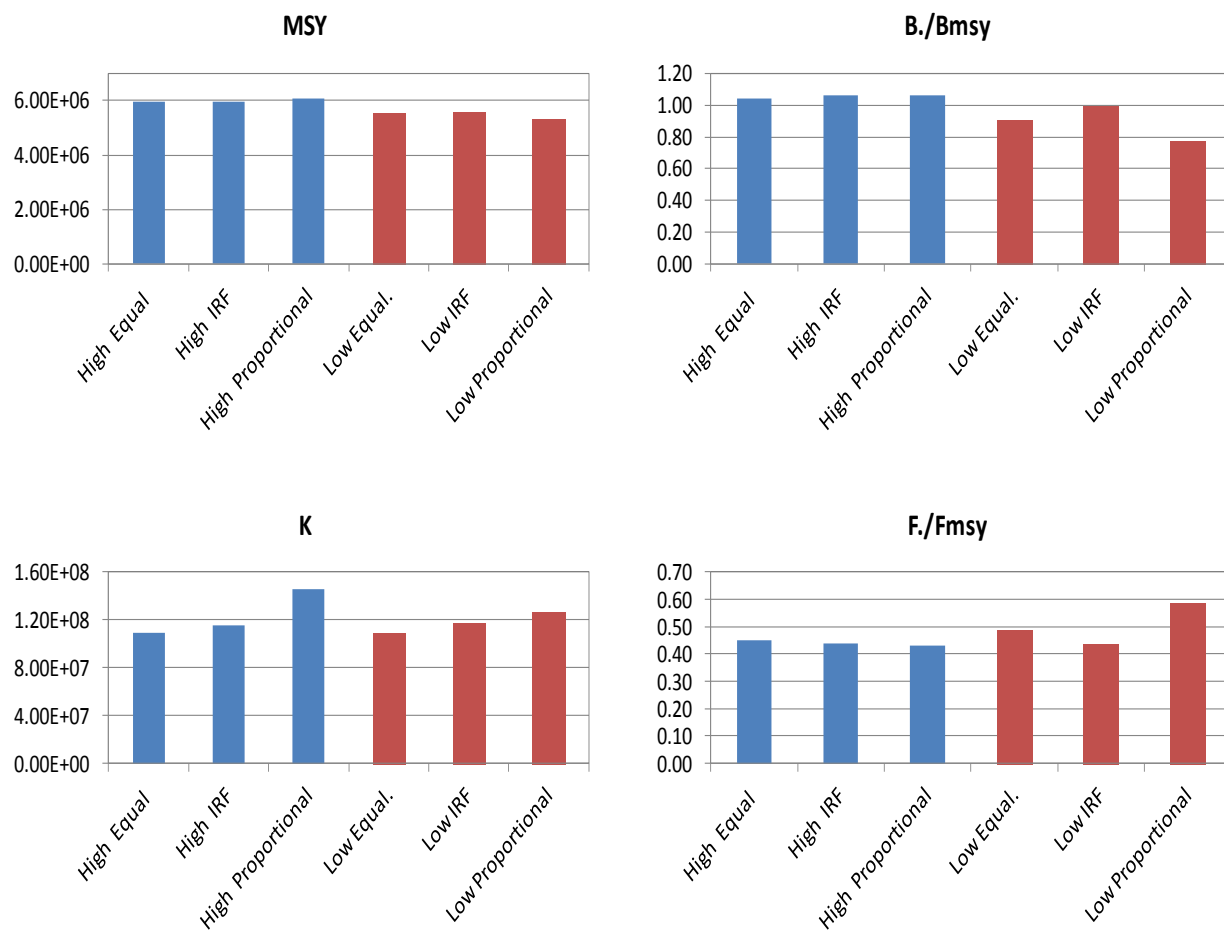 MSY
6.00E+06
4.00E+06
2.00E+06
0.00E+00
High Equal
High IRF
High Proportional
Low Equal.
Low IRF
Low Proportional
B./Bmsy
1.20
1.00
0.80
0.60
0.40
0.20
0.00
High Equal
High IRF
High Proportional
Low Equal.
Low IRF
Low Proportional
K
1.60E+08
1.20E+08
8.00E+07
4.00E+07
0.00E+00
High Equal
High IRF
High Proportional
Low Equal.
Low IRF
Low Proportional
F./Fmsy
0.70
0.60
0.50
0.40
0.30
0.20
0.10
0.00
High Equal
High IRF
High Proportional
Low Equal.
Low IRF
Low Proportional